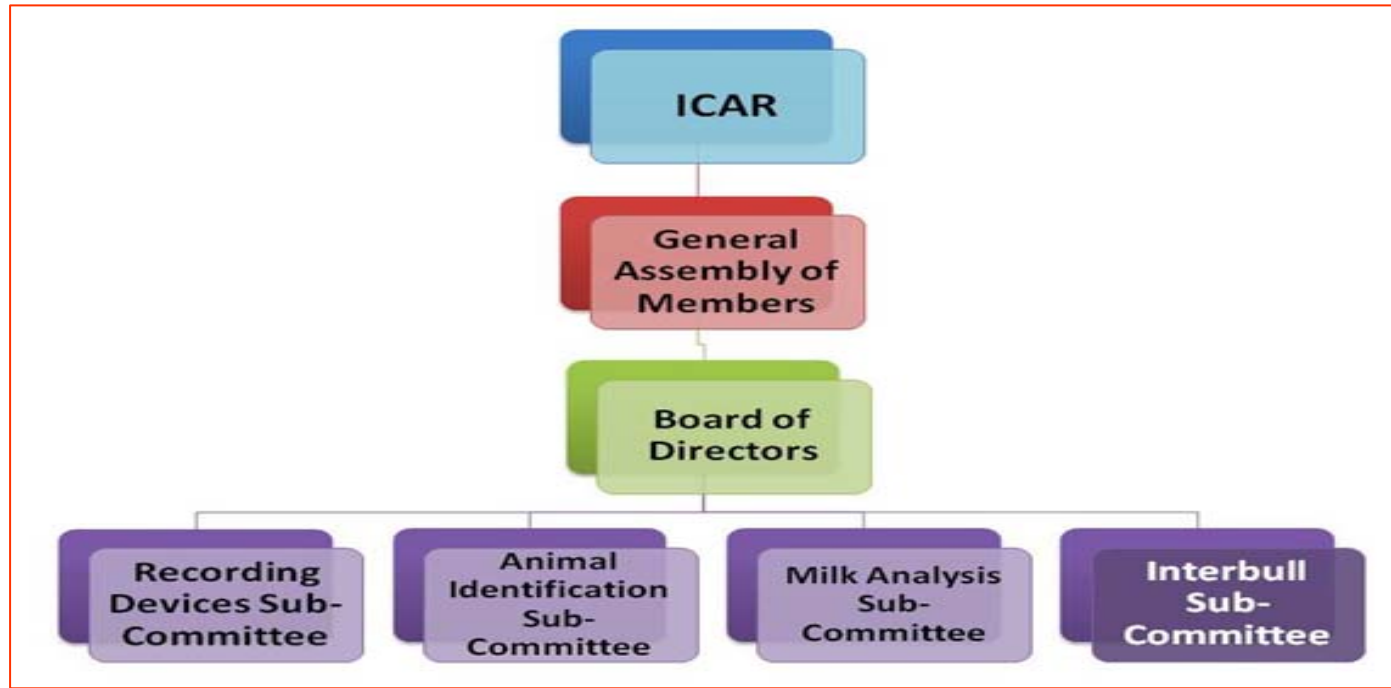 ICAR
General
Assembly of
Members
Board of
Directors
Recording
Devices Sub-
Committee
Animal
Identification
Sub-
Committee
Milk Analysis
Sub-
Committee
Interbull
Sub-
Committee